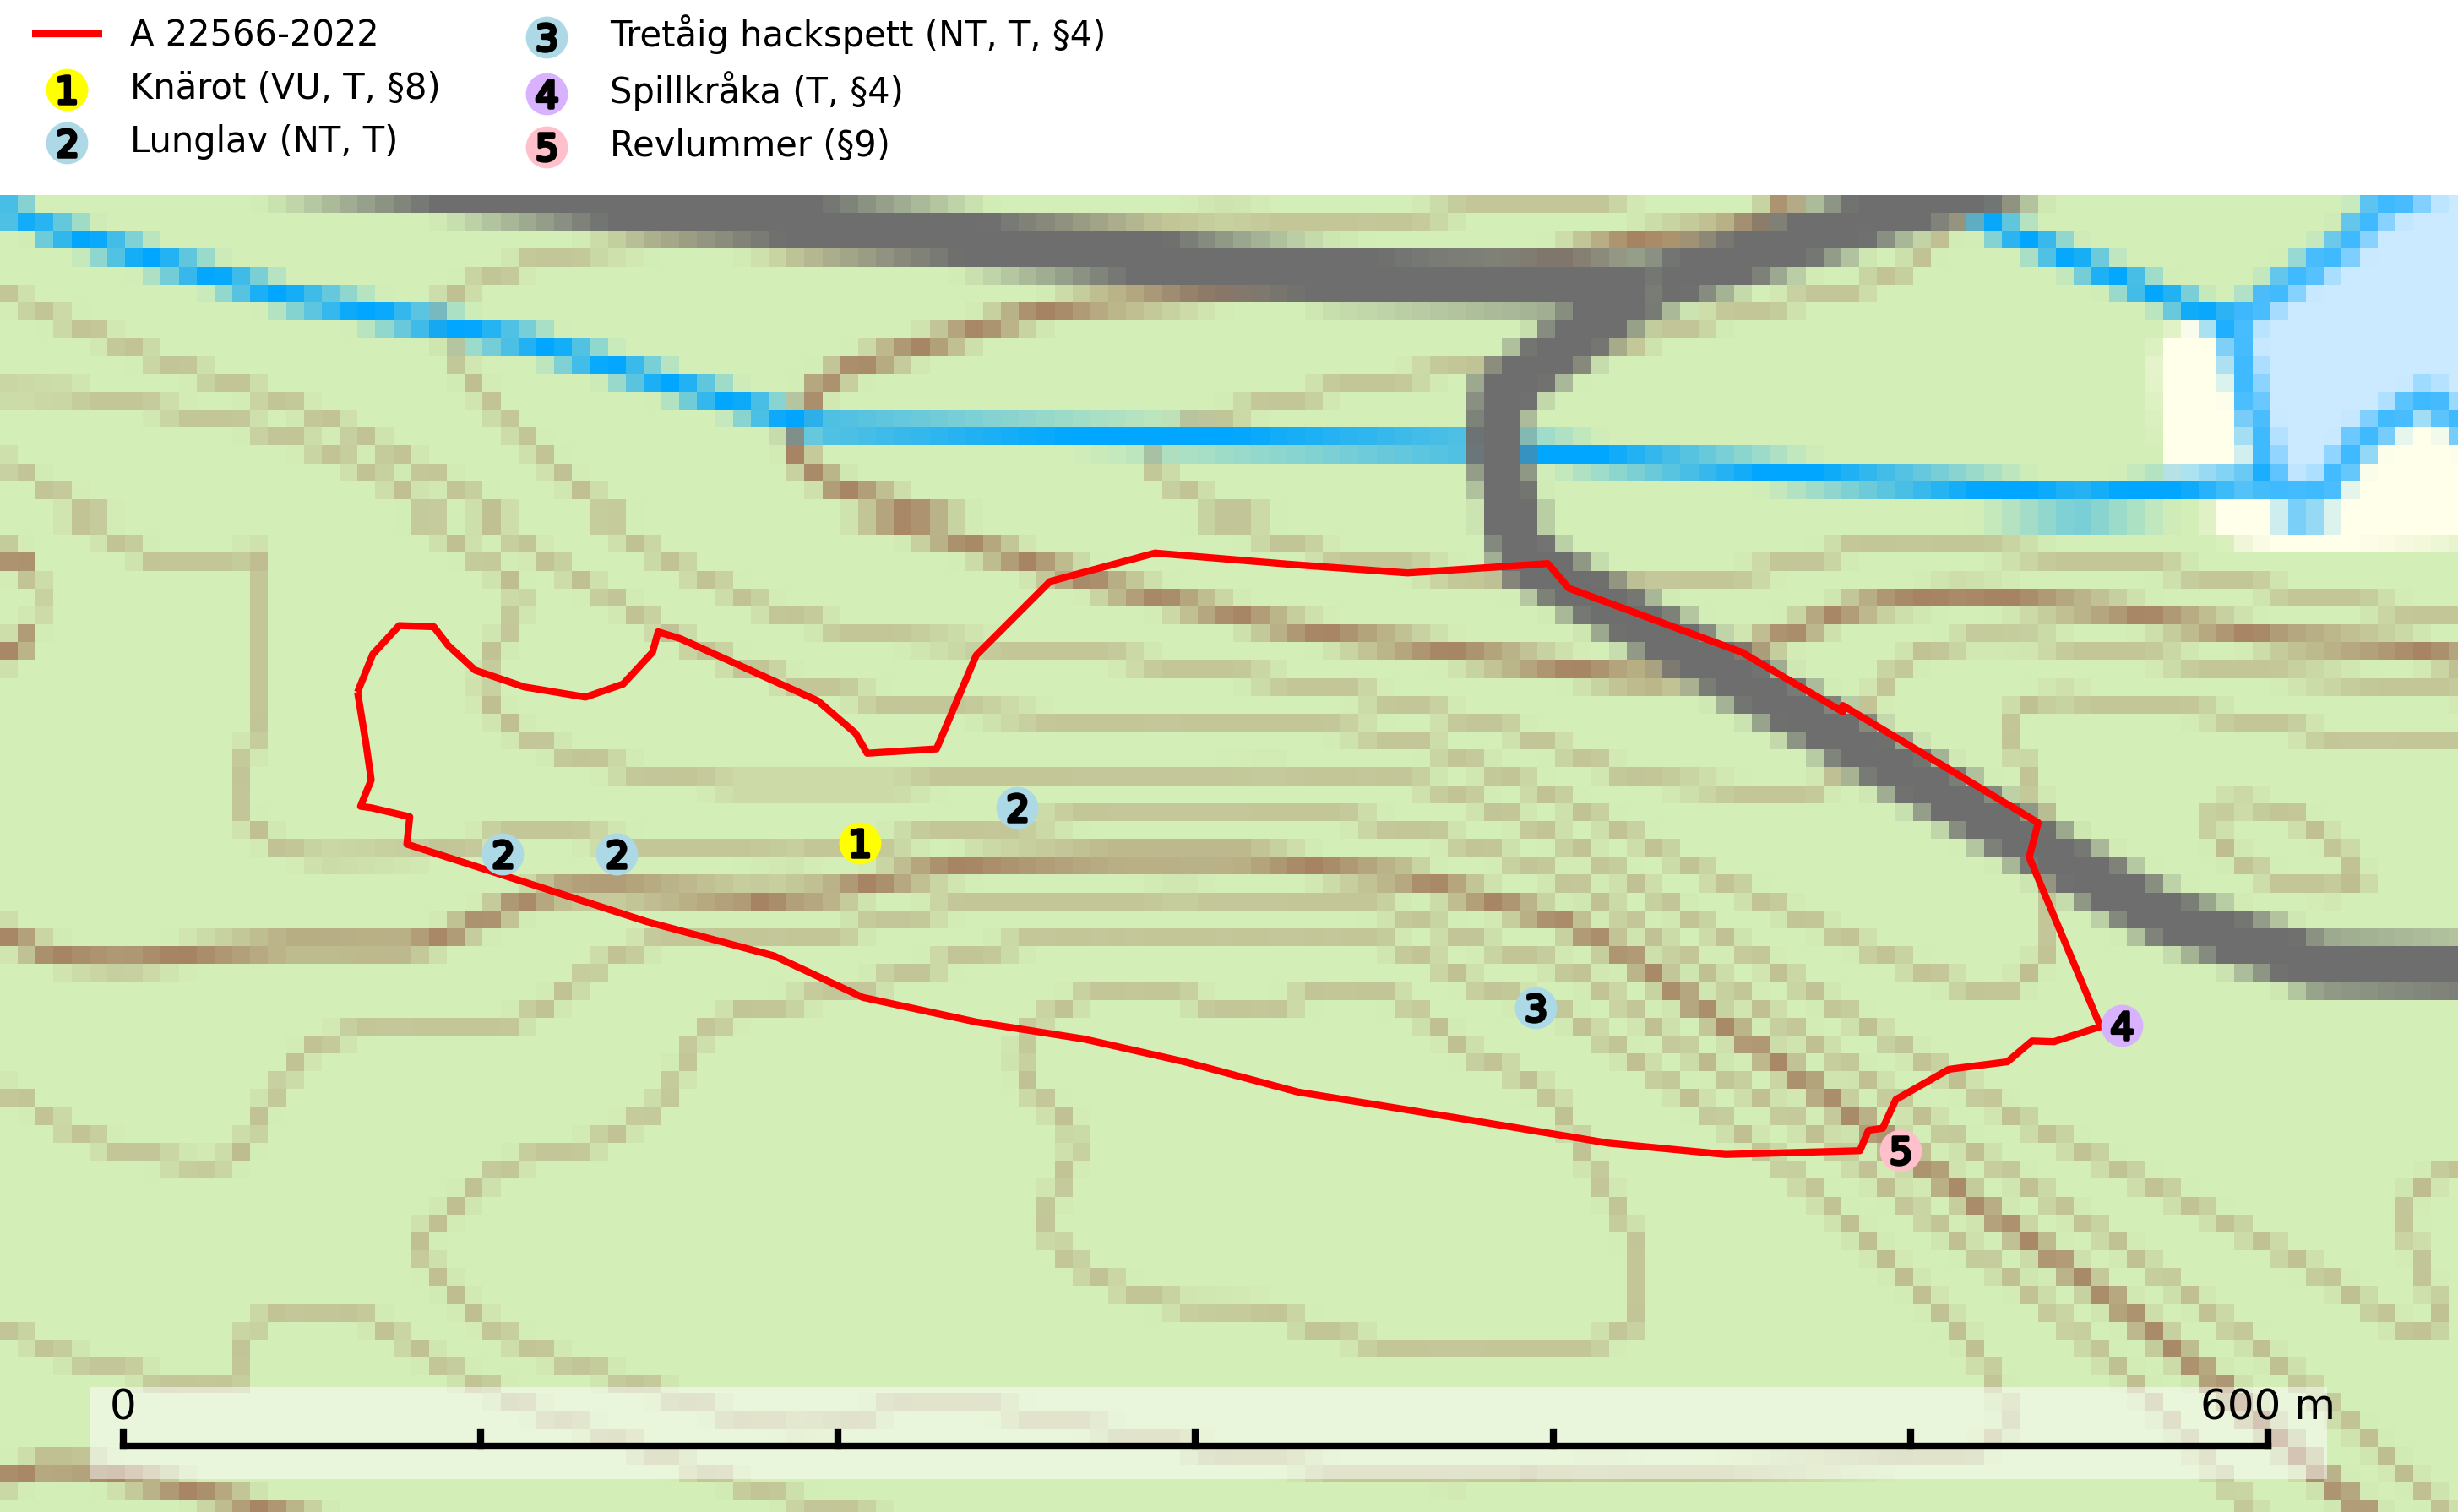 A 22566-2022
1 Knärot (VU, T, §8)
2 Lunglav (NT, T)
3 Tretåig hackspett (NT, T, §4)
4 Spillkråka (T, §4)
5 Revlummer (§9)
2
2
2
1
3
4
5
0
600 m